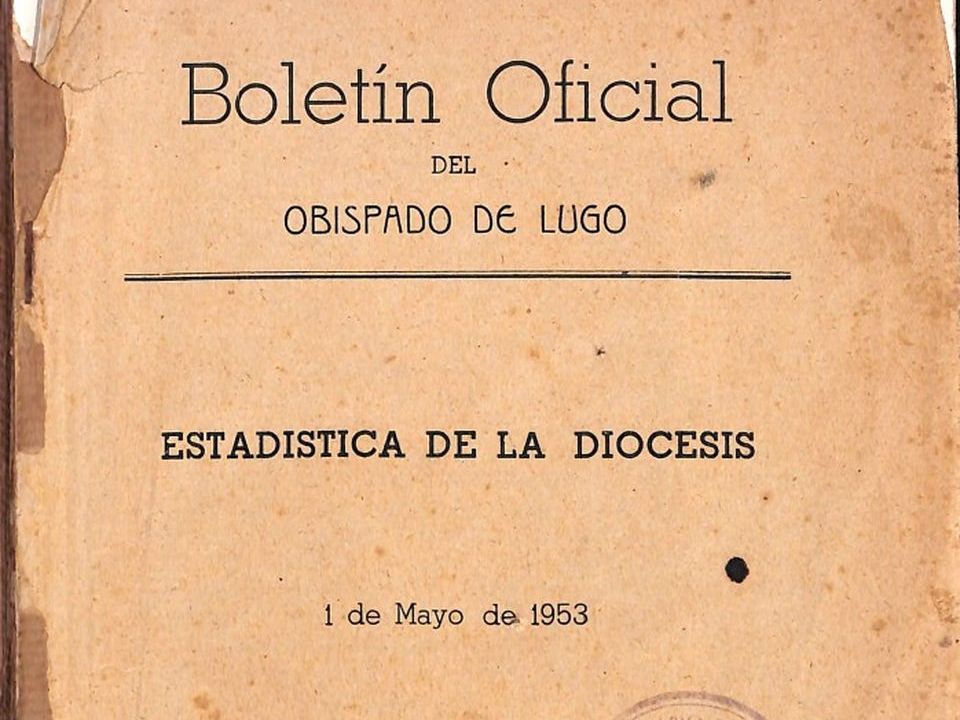 Boletín Oficial
DEL
OBISPADO DE LUGO
ESTADISTICA DE LA DIOCESIS
1 de Mayo de 1953